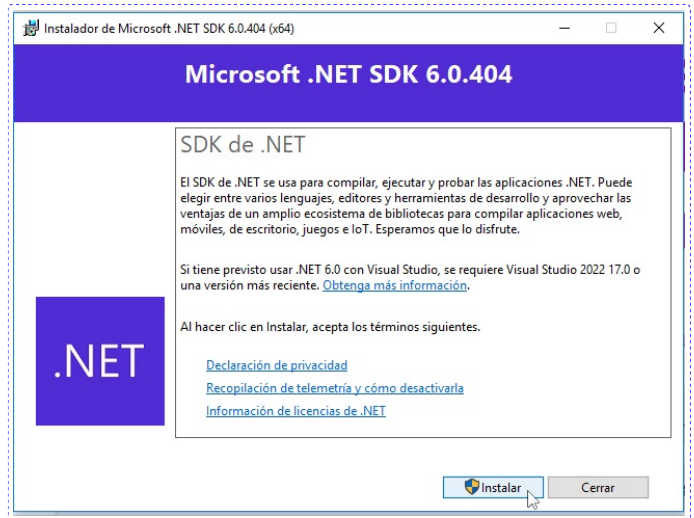 Instalador de Microsoft .NET SDK 6.0.404 (x64)
Microsoft .NET SDK 6.0.404
SDK de .NET
El SDK de .NET se usa para compilar, ejecutar y probar las aplicaciones .NET. Puede
elegir entre varios lenguajes, editores y herramientas de desarrollo y aprovechar las
ventajas de un amplio ecosistema de bibliotecas para compilar aplicaciones web,
móviles, de escritorio, juegos e IoT. Esperamos que lo disfrute.
Si tiene previsto usar .NET 6.0 con Visual Studio, se requiere Visual Studio 2022 17.0 o
una versión más reciente. Obtenga más información.
Al hacer clic en Instalar, acepta los términos siguientes.
.NET
Declaración de privacidad
Recopilación de telemetría y cómo desactivarla
Información de licencias de .NET
Instalar
Cerrar